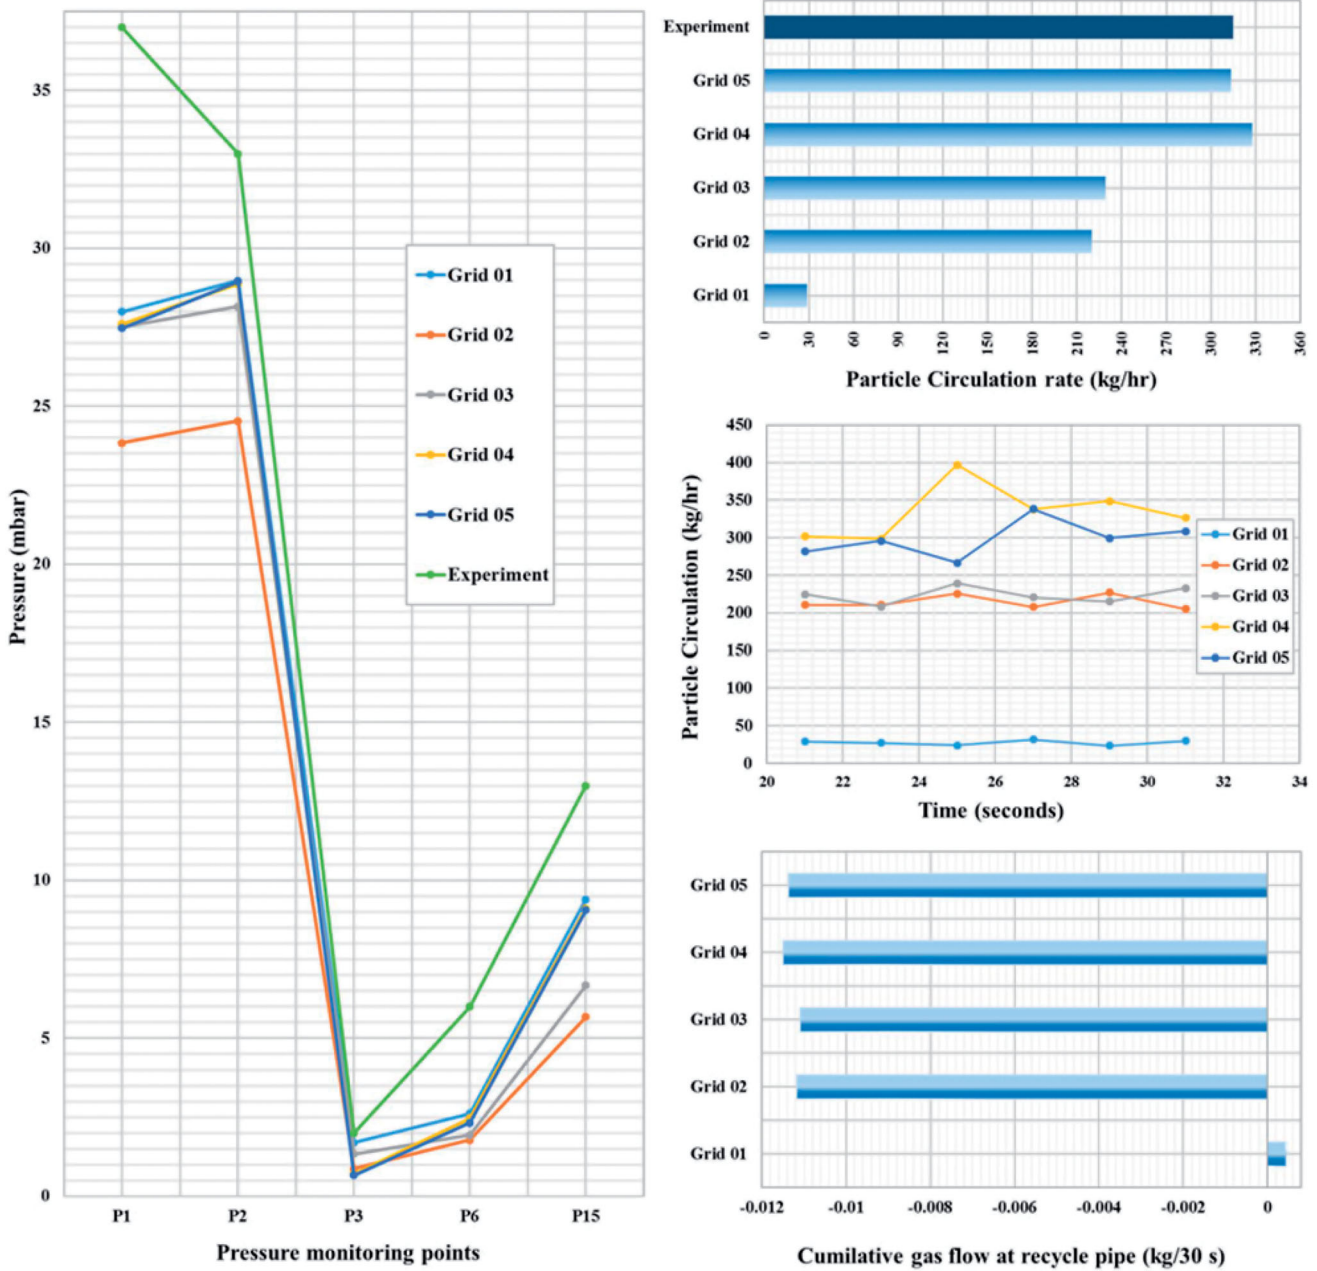 35
30
25
20
15
10
5
0
Pressure (mbar)
P1 P2 P3 P6 P15
Pressure monitoring points
Grid 01
Grid 02
Grid 03
Grid 04
Grid 05
Experiment
Experiment
Grid 05
Grid 04
Grid 03
Grid 02
Grid 01
0 30 60 90 120 150 180 210 240 270 300 330 360
Particle Circulation rate (kg/hr)
450
400
350
300
250
200
150
100
50
0
Particle Circulation (kg/hr)
20 22 24 26 28 30 32 34
Time (seconds)
Grid 01
Grid 02
Grid 03
Grid 04
Grid 05
Grid 05
Grid 04
Grid 03
Grid 02
Grid 01
-0.012 -0.01 -0.008 -0.006 -0.004 -0.002 0
Cumilative gas flow at recycle pipe (kg/30 s)